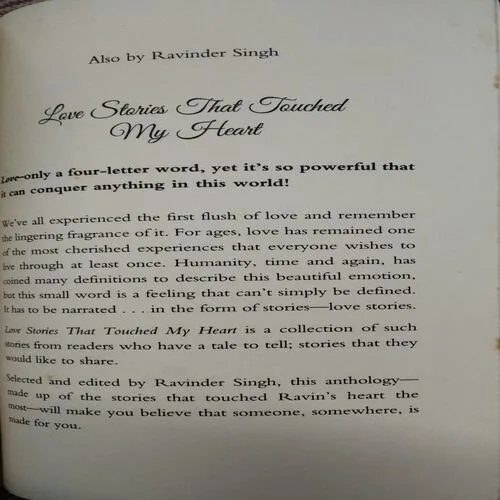 Also by Ravinder Singh
Love Stories That Touched
My Heart
Love–only a four-letter word, yet it's so powerful that
it can conquer anything in this world!
We've all experienced the first flush of love and remember
the lingering fragrance of it. For ages, love has remained one
of the most cherished experiences that everyone wishes to
live through at least once. Humanity, time and again, has
coined many definitions to describe this beautiful emotion,
but this small word is a feeling that can't simply be defined.
It has to be narrated . . . in the form of stories—love stories.
Love Stories That Touched My Heart is a collection of such
stories from readers who have a tale to tell; stories that they
would like to share.
Selected and edited by Ravinder Singh, this anthology—
made up of the stories that touched Ravin's heart the
most—will make you believe that someone, somewhere, is
made for you.